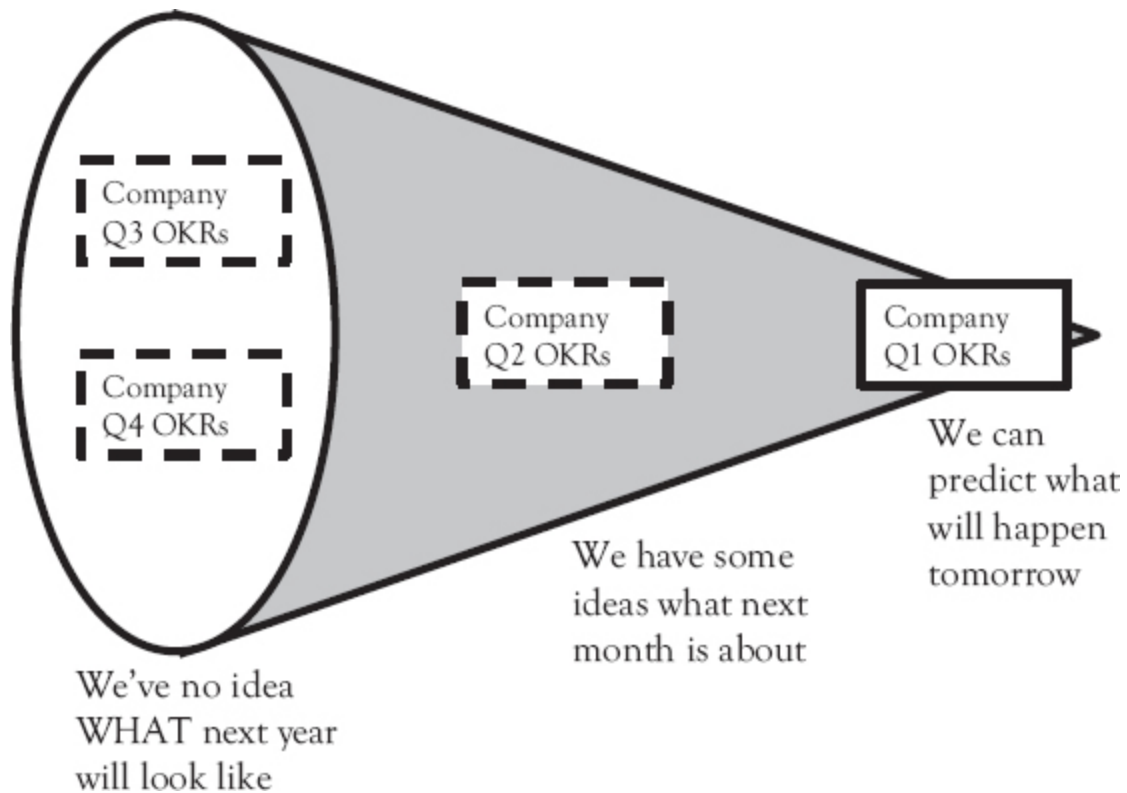 Company
Q3 OKRs
Company
Q4 OKRs
Company
Q2 OKRs
Company
Q1 OKRs
We can
predict what
will happen
tomorrow
We have some
ideas what next
month is about
We've no idea
WHAT next year
will look like